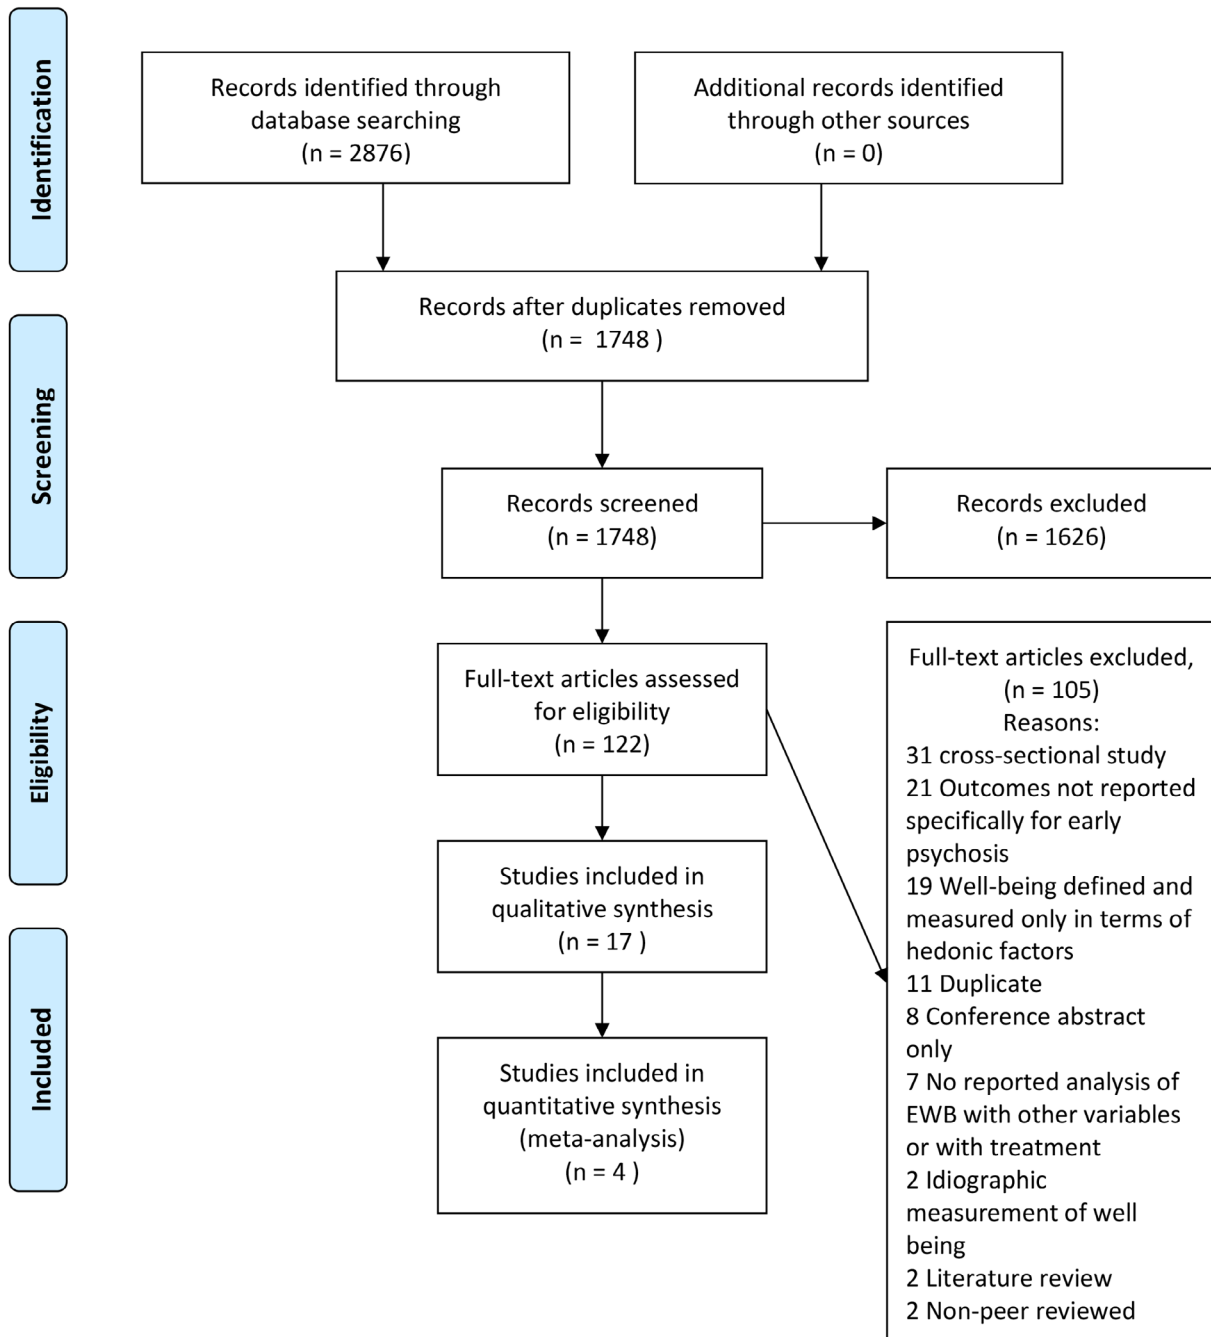 Identification
Records identified through
database searching
(n = 2876)
Additional records identified
through other sources
(n = 0)
Records after duplicates removed
(n =  1748 )
Screening
Records screened
(n = 1748)
Records excluded
(n = 1626)
Eligibility
Full-text articles assessed
for eligibility
(n = 122)
Full-text articles excluded,
(n = 105)
Reasons:
31 cross-sectional study
21 Outcomes not reported
specifically for early
psychosis
19 Well-being defined and
measured only in terms of
hedonic factors
11 Duplicate
8 Conference abstract
only
7 No reported analysis of
EWB with other variables
or with treatment
2 Idiographic
measurement of well
being
2 Literature review
2 Non-peer reviewed
Studies included in
qualitative synthesis
(n = 17 )
Included
Studies included in
quantitative synthesis
(meta-analysis)
(n = 4 )